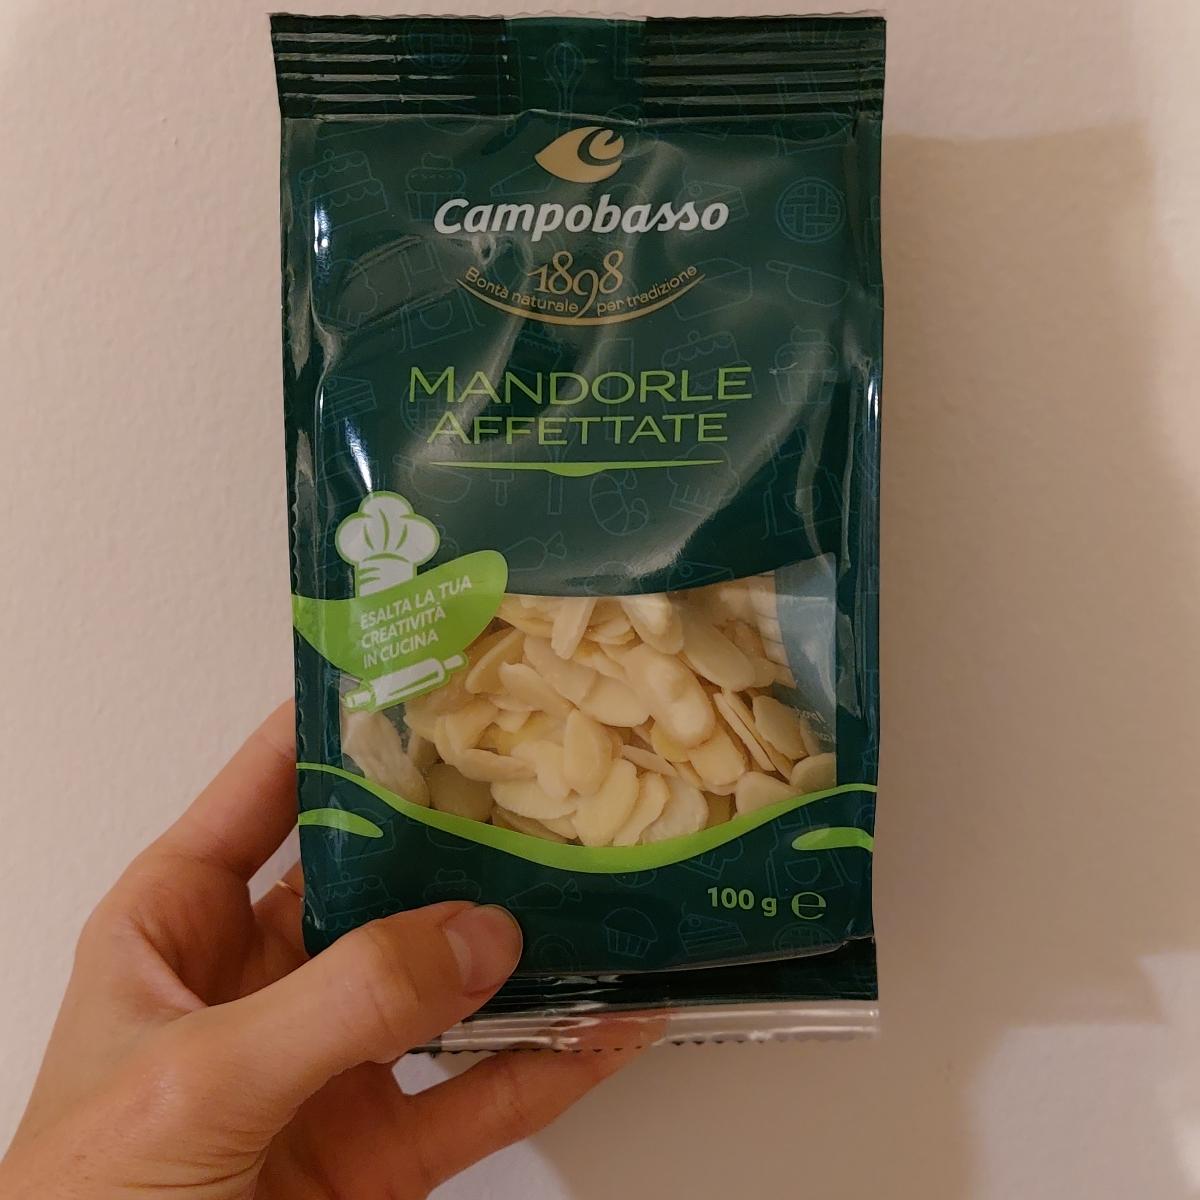 Campobasso
1898
Bontà naturale per tradizione
MANDORLE
AFFETTATE
ESALTA LA TUA
CREATIVITÀ
IN CUCINA
100 g ℮